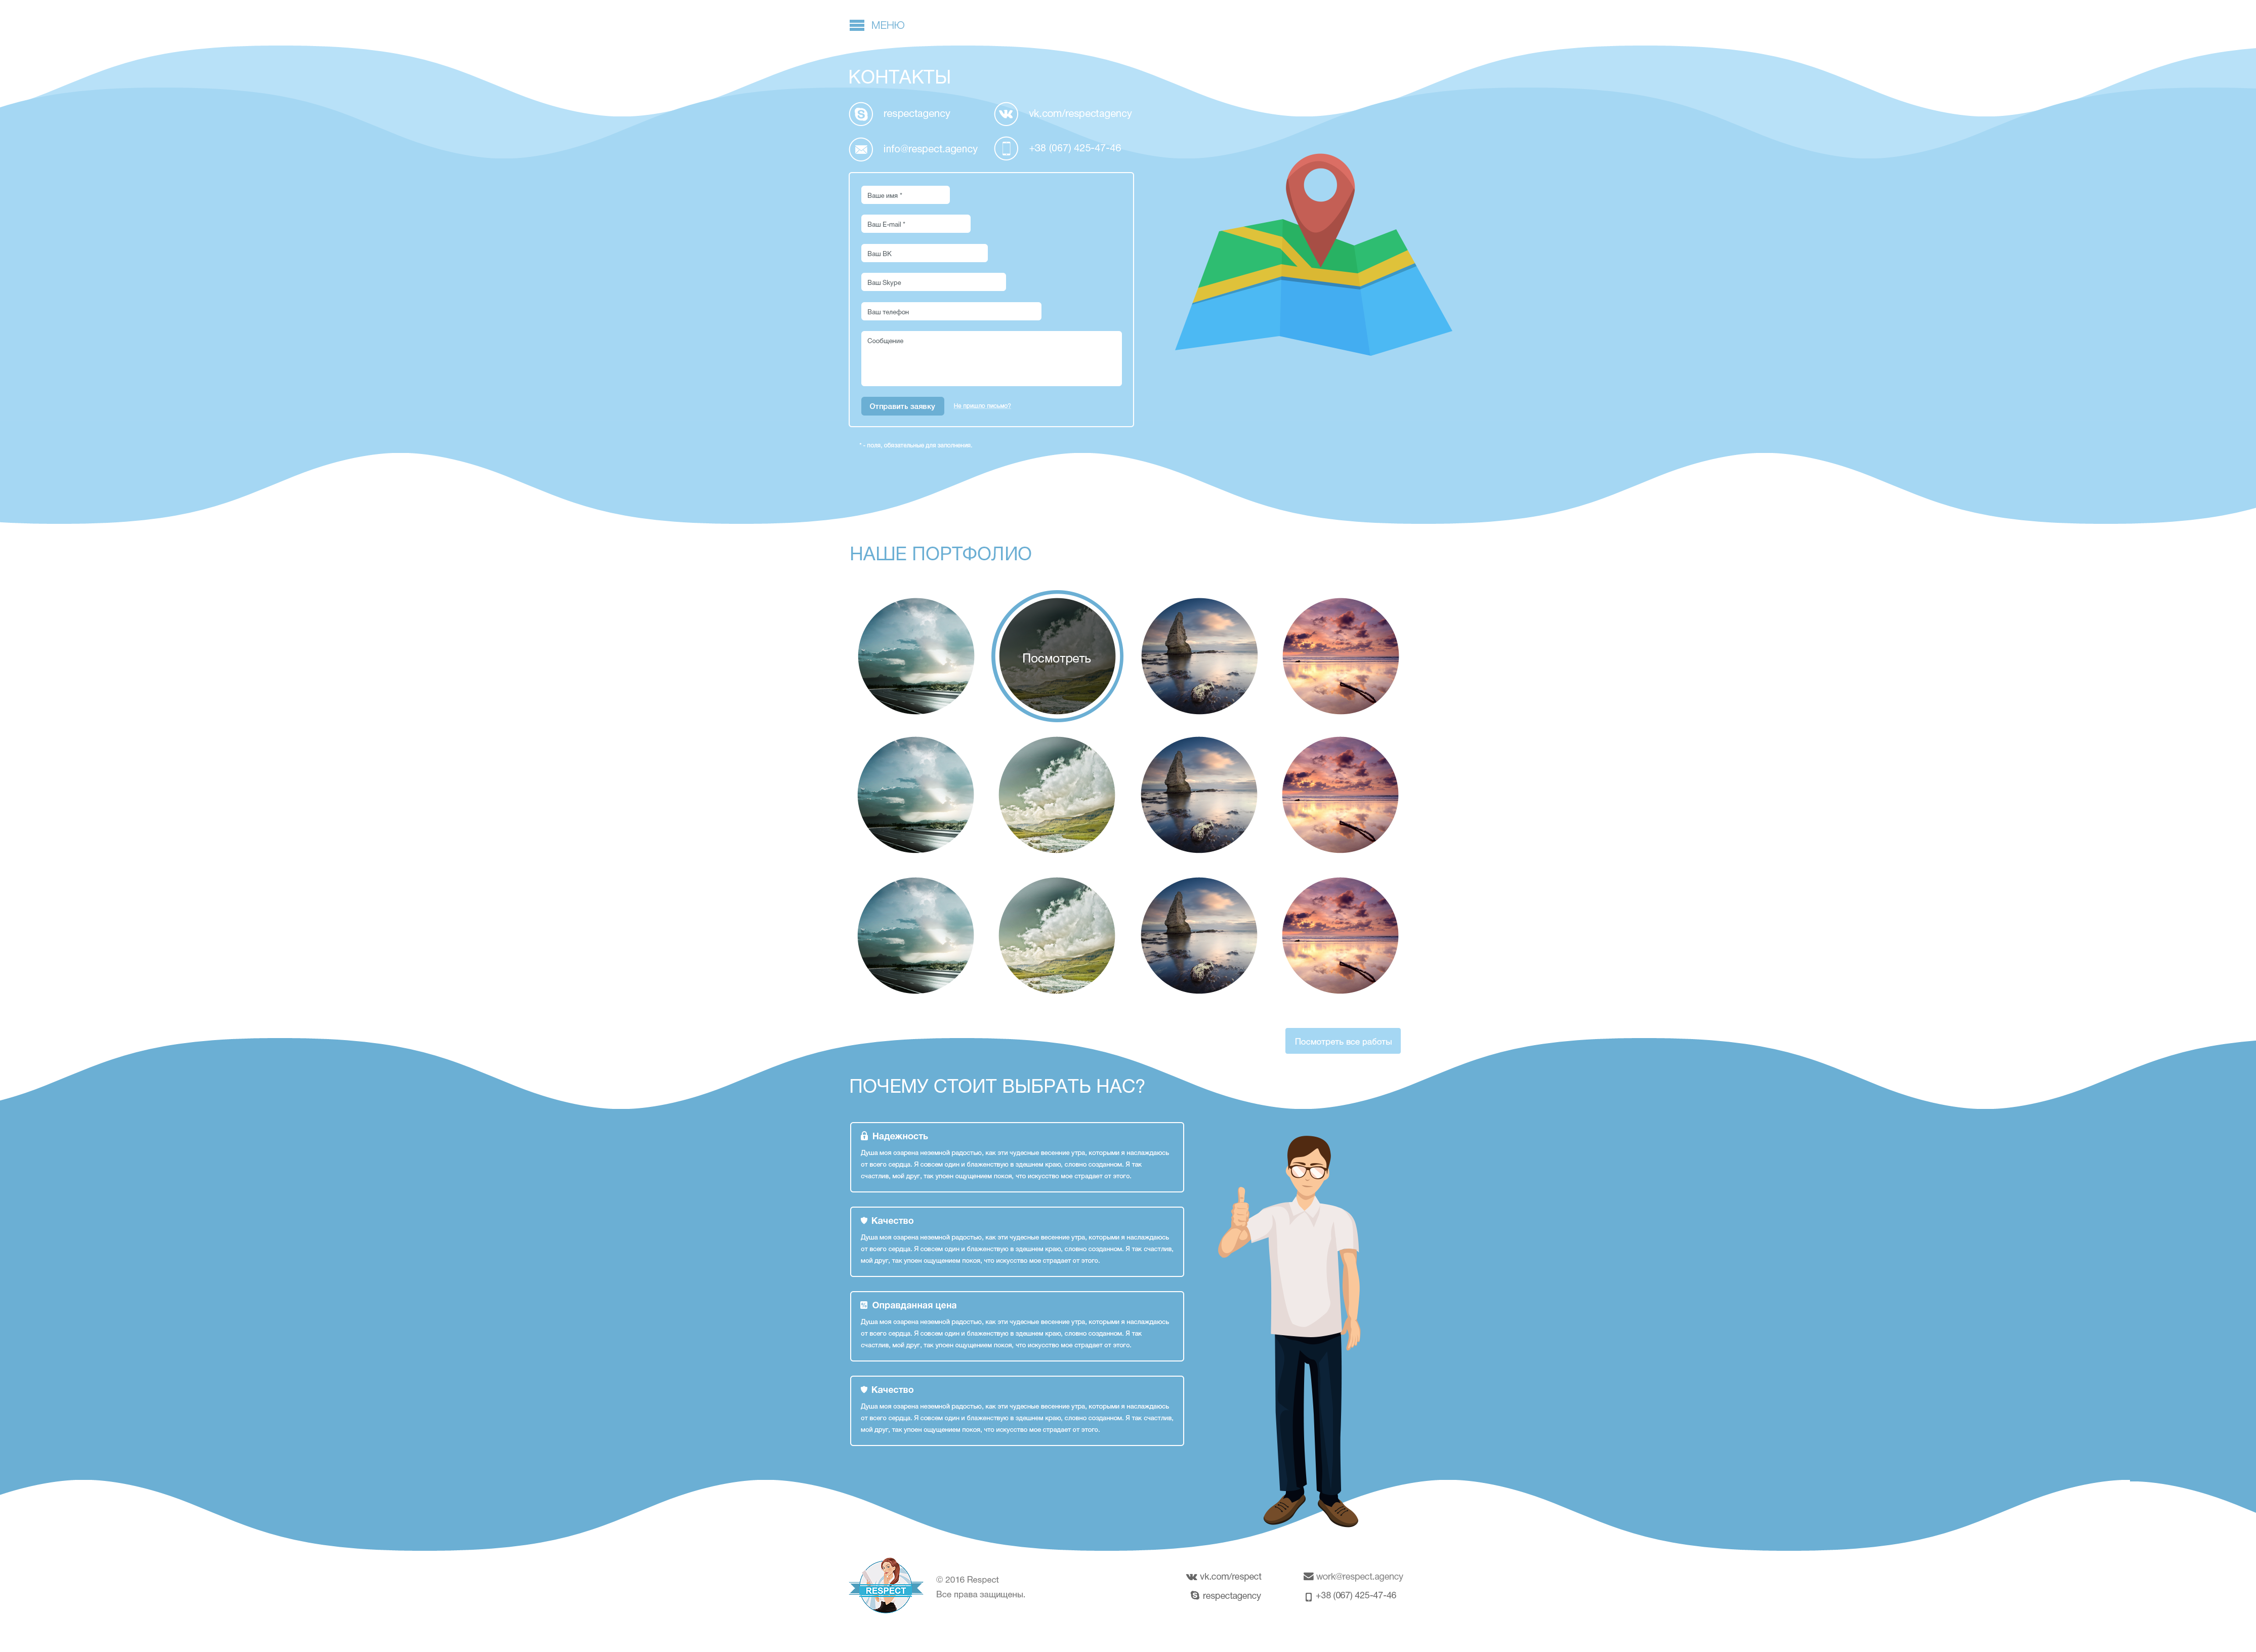 МЕНЮ
КОНТАКТЫ
respectagency
vk.com/respectagency
info@respect.agency
+38 (067) 425-47-46
Ваше имя *
Ваш E-mail *
Ваш ВК
Ваш Skype
Ваш телефон
Сообщение
Отправить заявку
Не пришло письмо?
* - поля, обязательные для заполнения.
НАШЕ ПОРТФОЛИО
Посмотреть
Посмотреть все работы
ПОЧЕМУ СТОИТ ВЫБРАТЬ НАС?
Надежность
Душа моя озарена неземной радостью, как эти чудесные весенние утра, которыми я наслаждаюсь
от всего сердца. Я совсем один и блаженствую в здешнем краю, словно созданном. Я так
счастлив, мой друг, так упоен ощущением покоя, что искусство мое страдает от этого.
Качество
Душа моя озарена неземной радостью, как эти чудесные весенние утра, которыми я наслаждаюсь
от всего сердца. Я совсем один и блаженствую в здешнем краю, словно созданном. Я так счастлив,
мой друг, так упоен ощущением покоя, что искусство мое страдает от этого.
Оправданная цена
Душа моя озарена неземной радостью, как эти чудесные весенние утра, которыми я наслаждаюсь
от всего сердца. Я совсем один и блаженствую в здешнем краю, словно созданном. Я так
счастлив, мой друг, так упоен ощущением покоя, что искусство мое страдает от этого.
Качество
Душа моя озарена неземной радостью, как эти чудесные весенние утра, которыми я наслаждаюсь
от всего сердца. Я совсем один и блаженствую в здешнем краю, словно созданном. Я так счастлив,
мой друг, так упоен ощущением покоя, что искусство мое страдает от этого.
RESPECT
© 2016 Respect
Все права защищены.
vk.com/respect
respectagency
work@respect.agency
+38 (067) 425-47-46